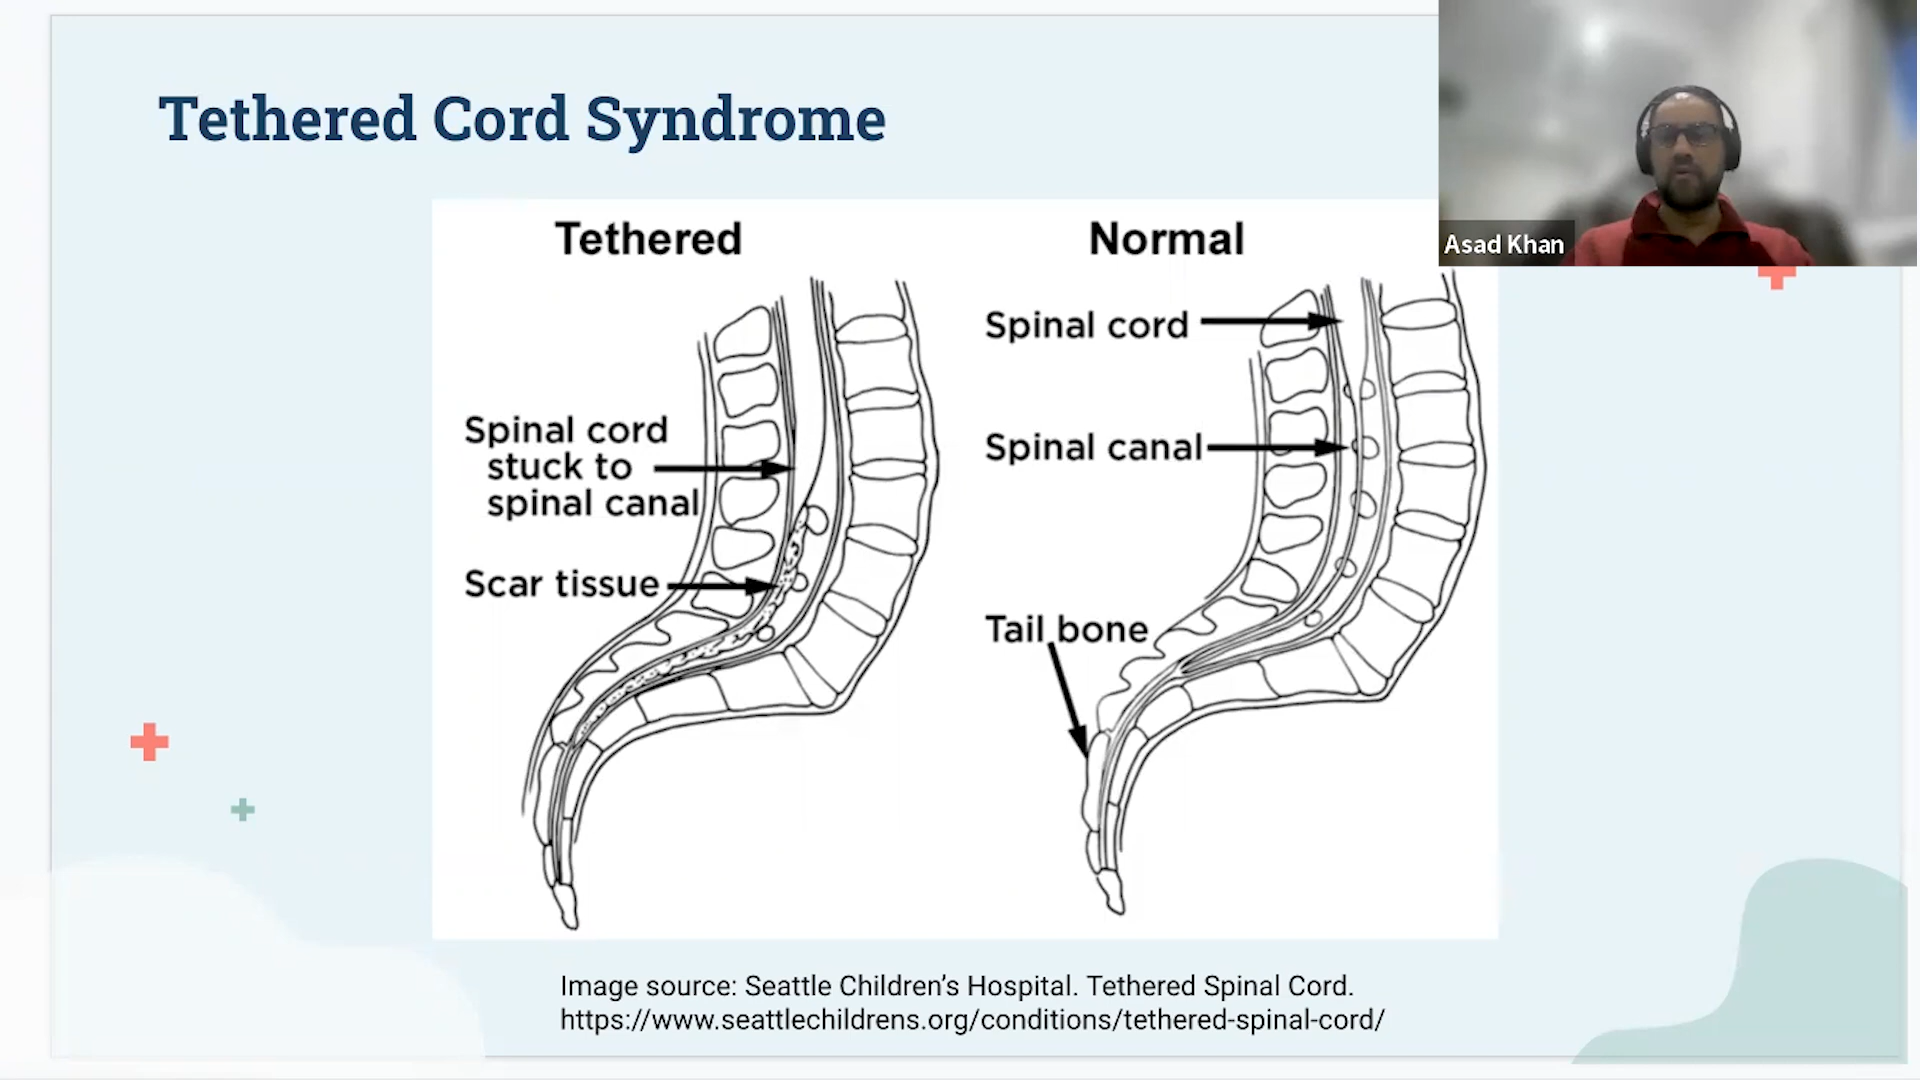 Tethered Cord Syndrome
Asad Khan
Tethered
Normal
Spinal cord
stuck to
spinal canal
Scar tissue
Spinal cord
Spinal canal
Tail bone
Image source: Seattle Children’s Hospital. Tethered Spinal Cord.
https://www.seattlechildrens.org/conditions/tethered-spinal-cord/